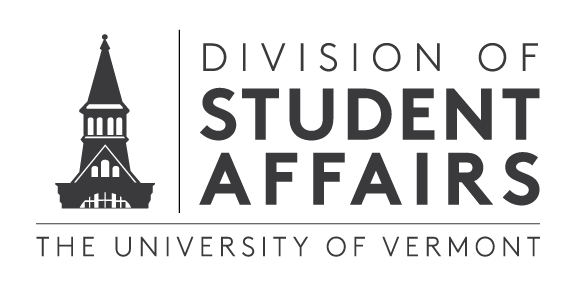 DIVISION OF
STUDENT
AFFAIRS
THE UNIVERSITY OF VERMONT